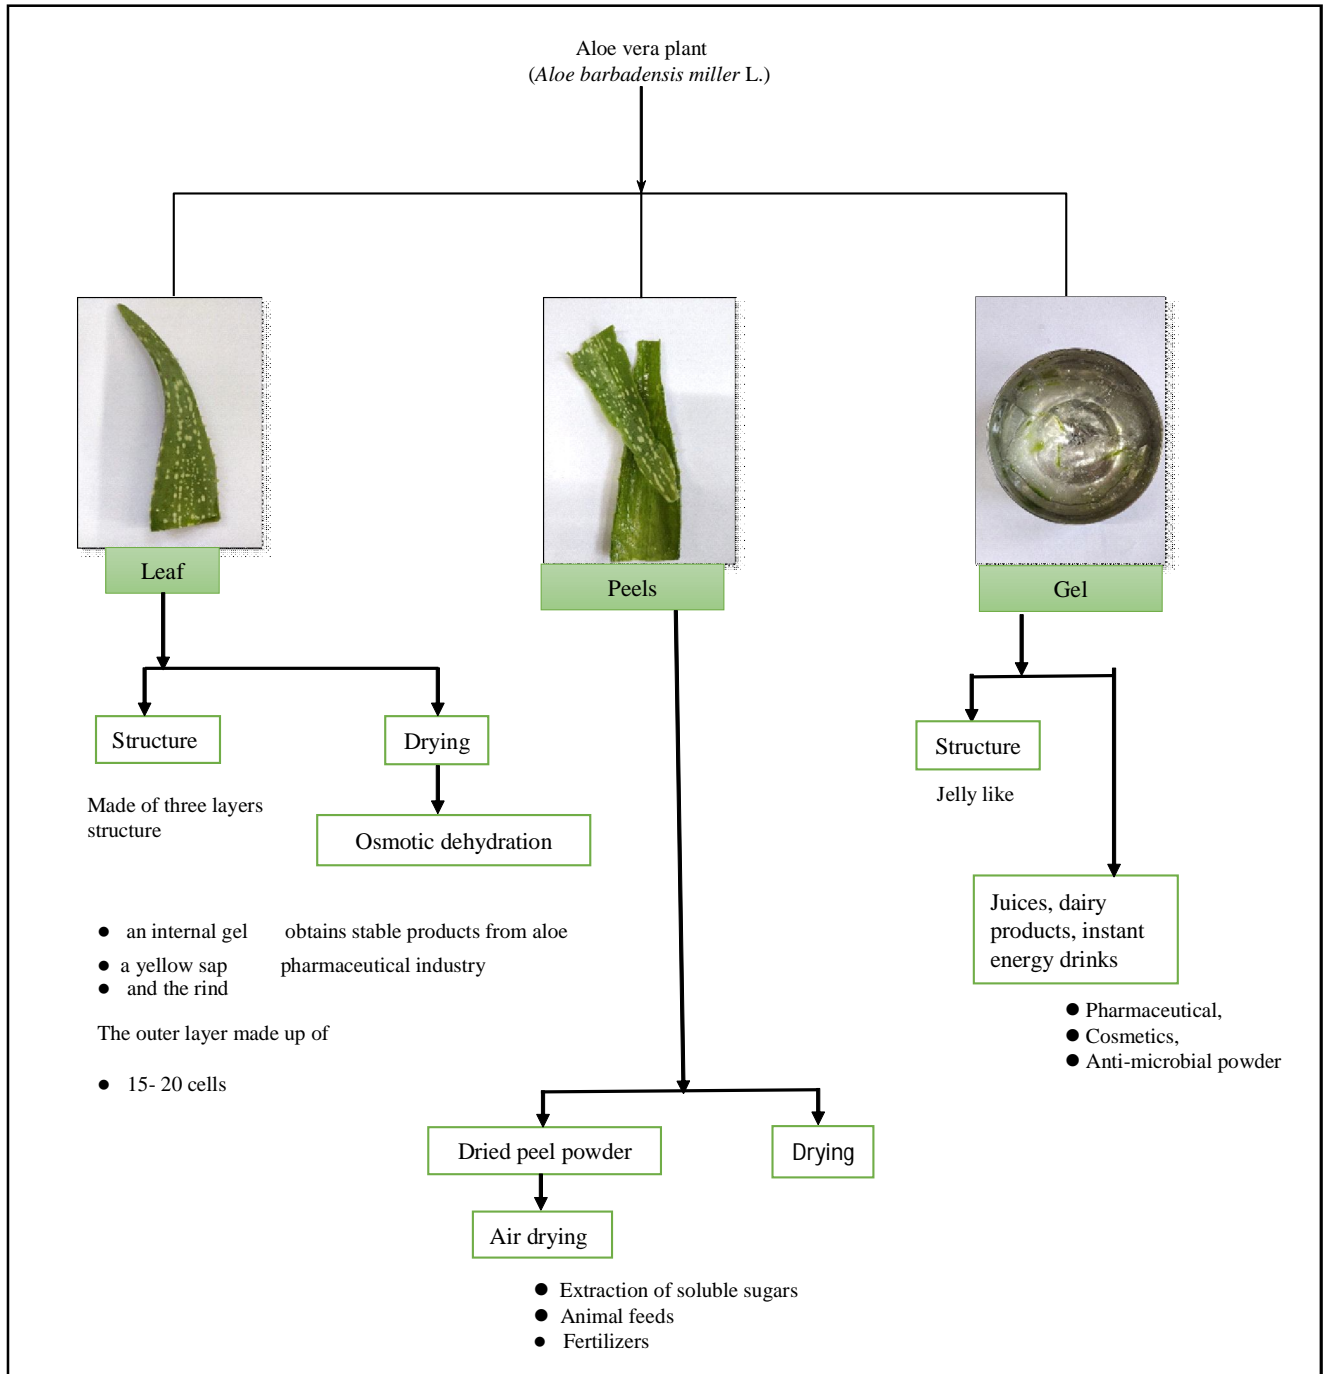 Aloe vera plant
(Aloe barbadensis miller L.)
Leaf
Peels
Gel
Structure
Drying
Structure
Made of three layers
structure
Osmotic dehydration
Jelly like
Juices, dairy
products, instant
energy drinks
● an internal gel
obtains stable products from aloe
● a yellow sap
pharmaceutical industry
● and the rind
The outer layer made up of
● 15- 20 cells
● Pharmaceutical,
● Cosmetics,
● Anti-microbial powder
Dried peel powder
Drying
Air drying
● Extraction of soluble sugars
● Animal feeds
● Fertilizers